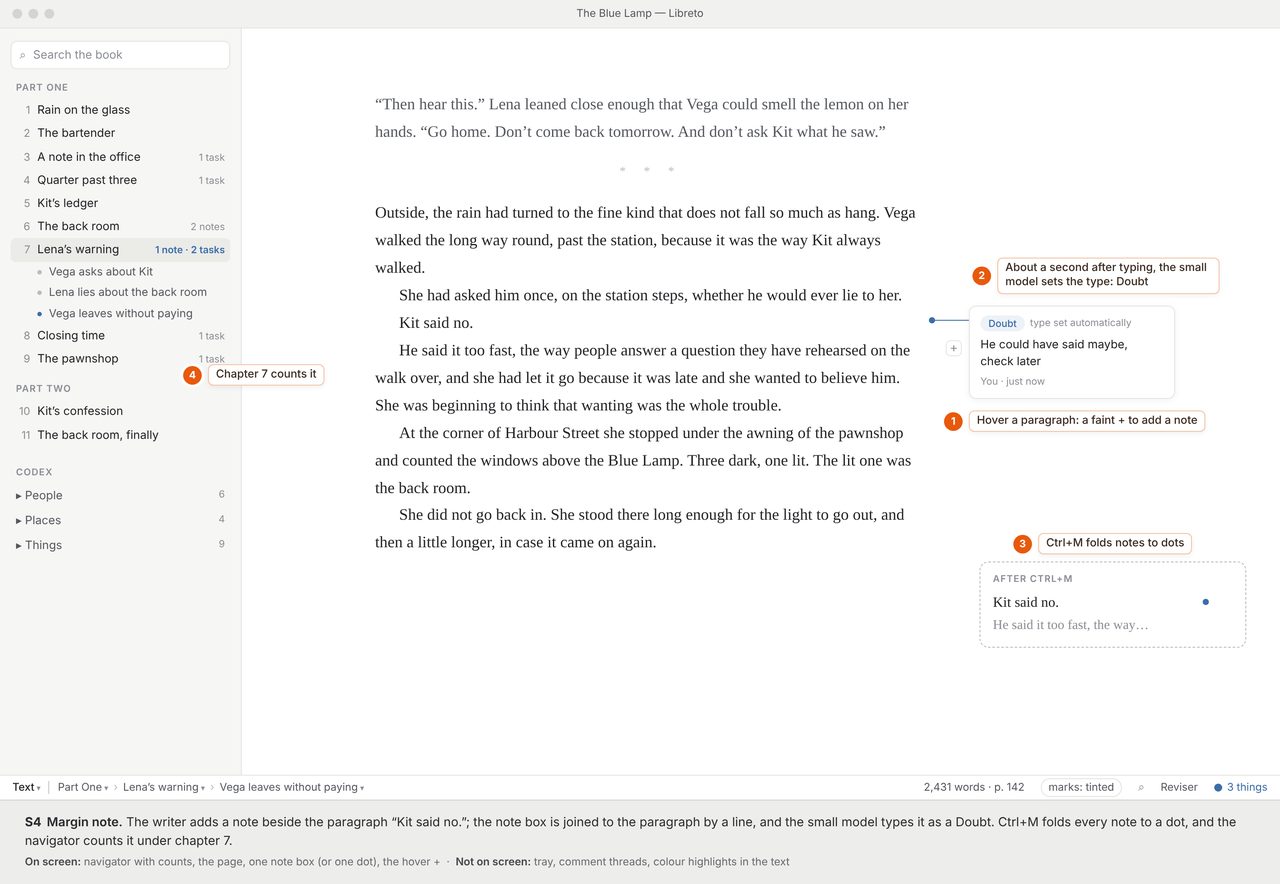 The Blue Lamp — Libreto
Search the book
PART ONE
1 Rain on the glass
2 The bartender
3 A note in the office 1 task
4 Quarter past three 1 task
5 Kit’s ledger
6 The back room 2 notes
7 Lena’s warning 1 note · 2 tasks
Vega asks about Kit
Lena lies about the back room
Vega leaves without paying
8 Closing time 1 task
9 The pawnshop 1 task
4 Chapter 7 counts it
PART TWO
10 Kit’s confession
11 The back room, finally
CODEX
▸ People 6
▸ Places 4
▸ Things 9
“Then hear this.” Lena leaned close enough that Vega could smell the lemon on her
hands. “Go home. Don’t come back tomorrow. And don’t ask Kit what he saw.”
* * *
Outside, the rain had turned to the fine kind that does not fall so much as hang. Vega
walked the long way round, past the station, because it was the way Kit always
walked.
She had asked him once, on the station steps, whether he would ever lie to her.
Kit said no.
He said it too fast, the way people answer a question they have rehearsed on the
walk over, and she had let it go because it was late and she wanted to believe him.
She was beginning to think that wanting was the whole trouble.
At the corner of Harbour Street she stopped under the awning of the pawnshop
and counted the windows above the Blue Lamp. Three dark, one lit. The lit one was
the back room.
She did not go back in. She stood there long enough for the light to go out, and
then a little longer, in case it came on again.
2 About a second after typing, the small
model sets the type: Doubt
Doubt type set automatically
+
He could have said maybe,
check later
You · just now
1 Hover a paragraph: a faint + to add a note
3 Ctrl+M folds notes to dots
AFTER CTRL+M
Kit said no.
He said it too fast, the way…
Text ▾ Part One ▾ › Lena’s warning ▾ › Vega leaves without paying ▾
2,431 words · p. 142 marks: tinted Reviser 3 things
S4 Margin note. The writer adds a note beside the paragraph “Kit said no.”; the note box is joined to the paragraph by a line, and the small model types it as a Doubt. Ctrl+M folds every note to a dot, and the
navigator counts it under chapter 7.
On screen: navigator with counts, the page, one note box (or one dot), the hover + · Not on screen: tray, comment threads, colour highlights in the text